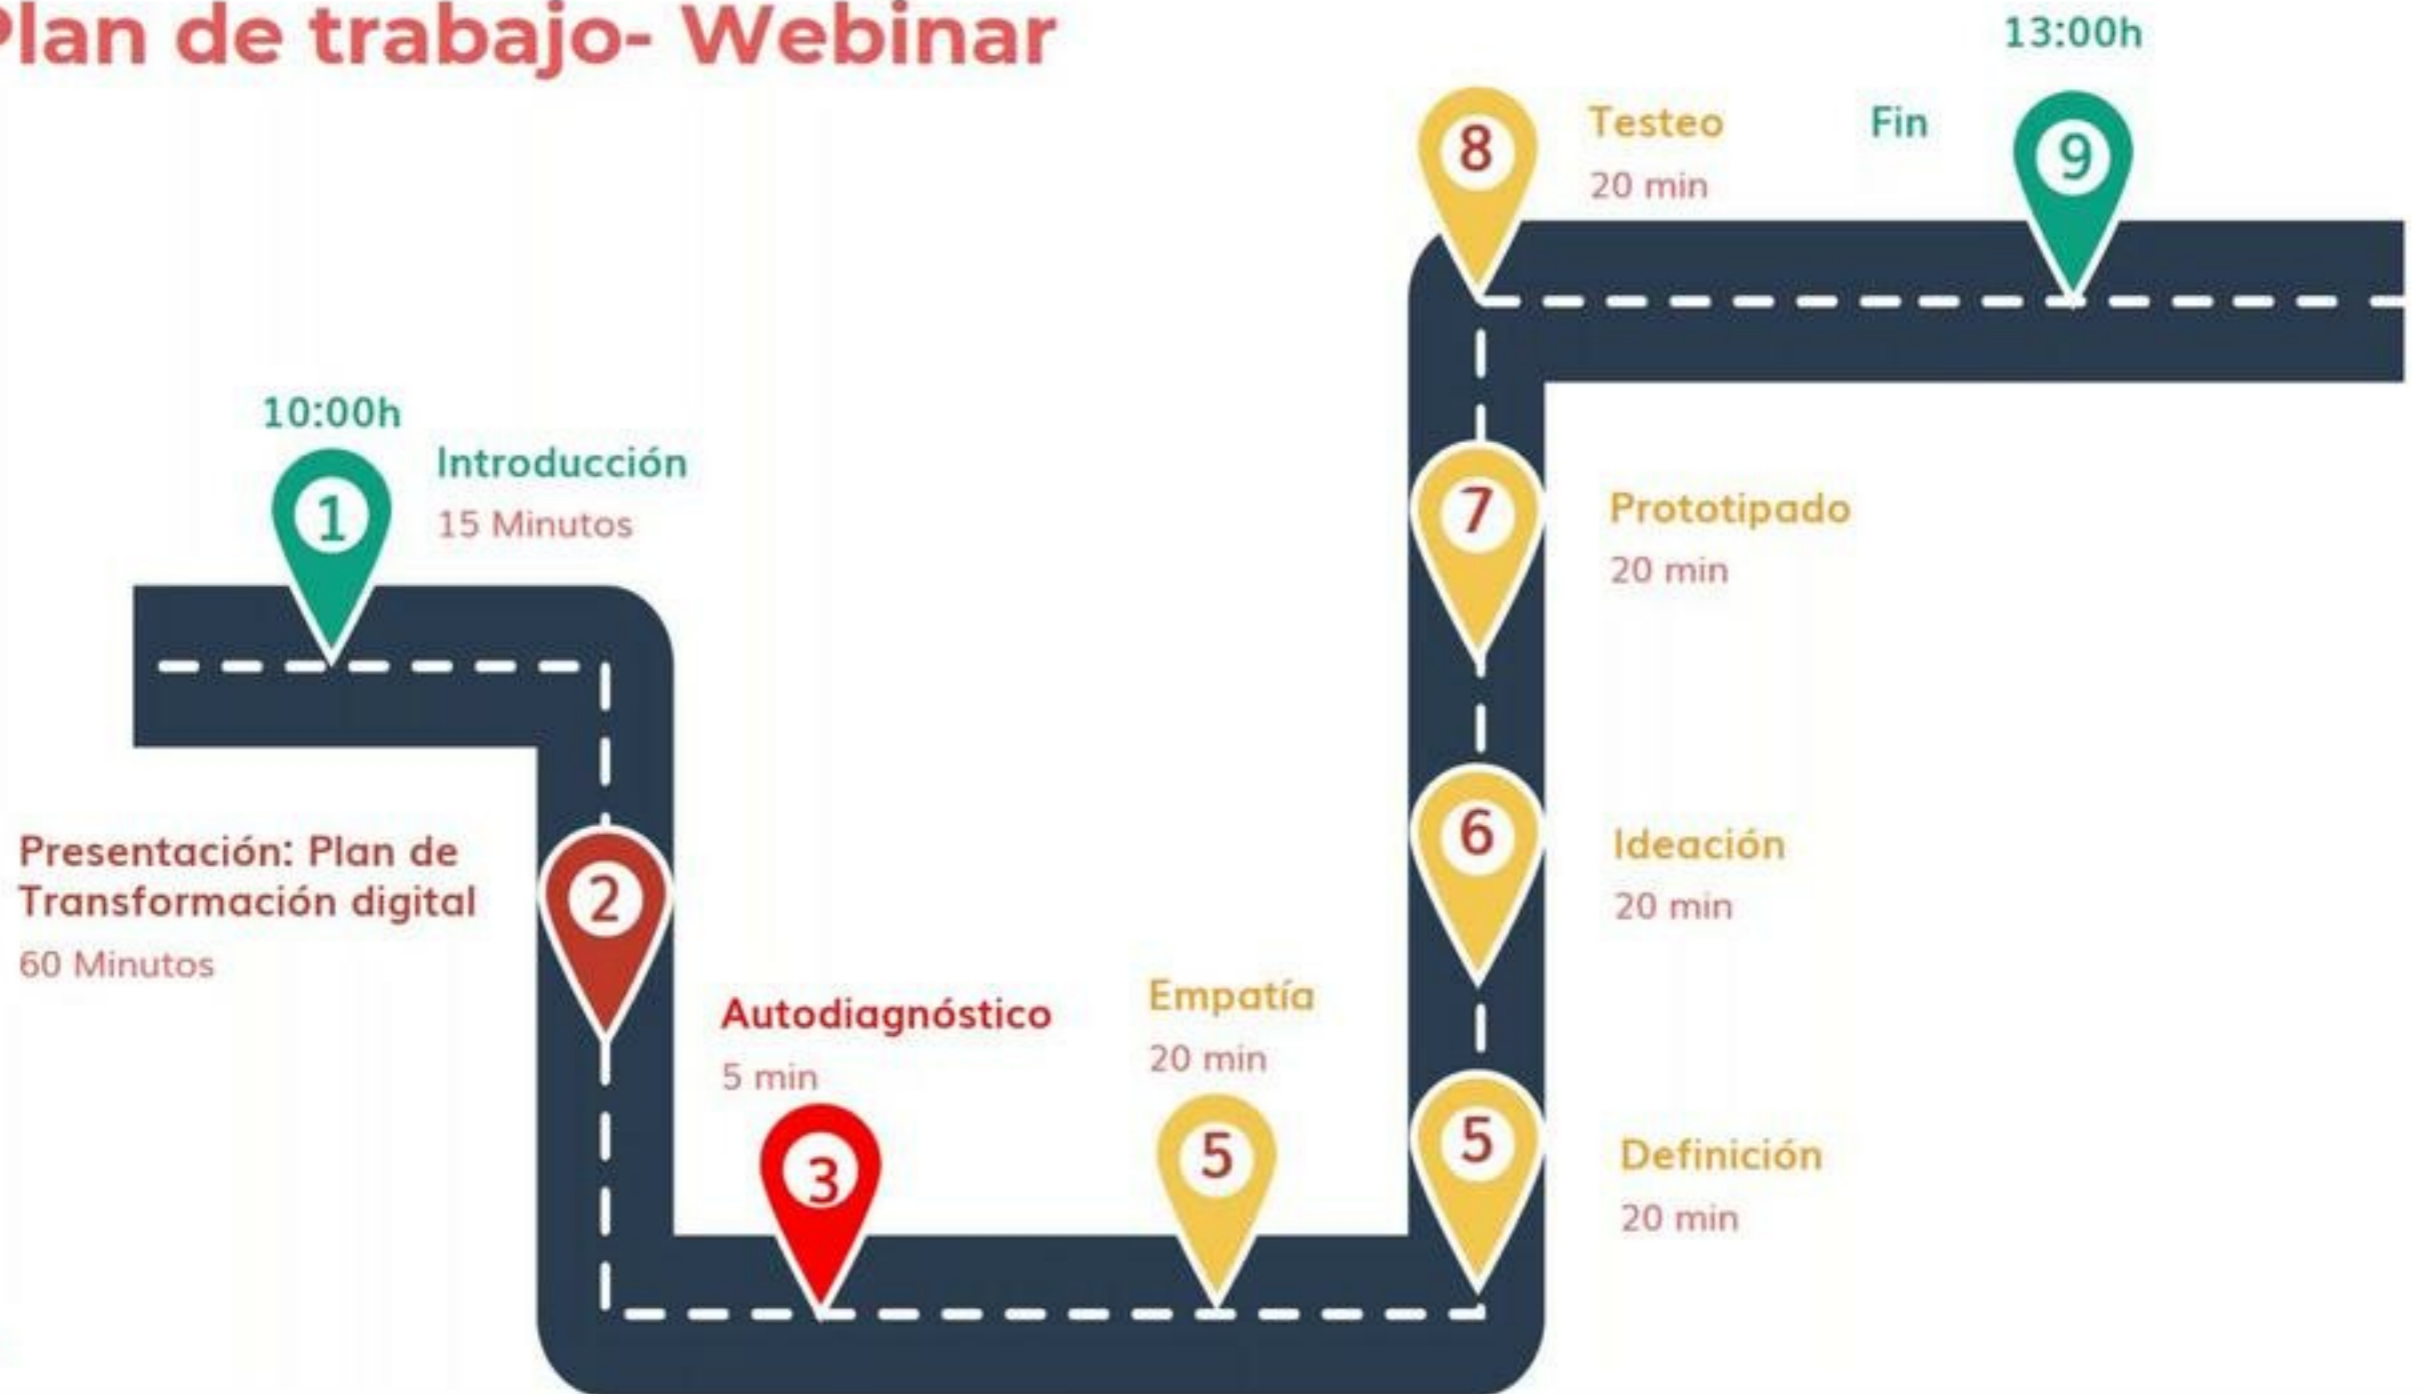 Plan de trabajo- Webinar
10:00h
1
Introducción
15 Minutos
Presentación: Plan de
Transformación digital
60 Minutos
2
Autodiagnóstico
5 min
3
Empatía
20 min
5
5
Definición
20 min
6
Ideación
20 min
7
Prototipado
20 min
8
Testeo
20 min
Fin
13:00h
9